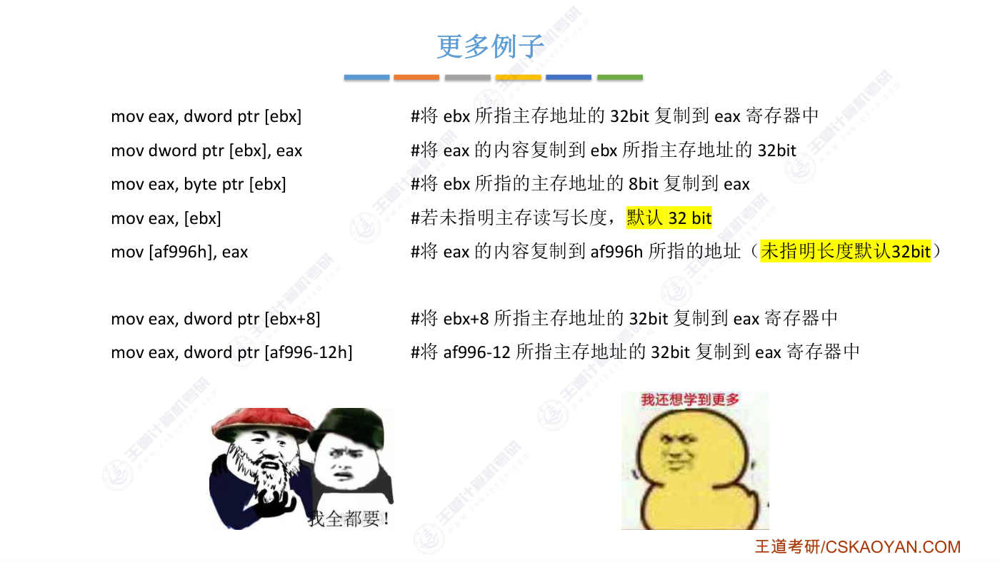 更多例子
mov eax, dword ptr [ebx] #将 ebx 所指主存地址的 32bit 复制到 eax 寄存器中
mov dword ptr [ebx], eax #将 eax 的内容复制到 ebx 所指主存地址的 32bit
mov eax, byte ptr [ebx] #将 ebx 所指的主存地址的 8bit 复制到 eax
mov eax, [ebx] #若未指明主存读写长度，默认 32 bit
mov [af996h], eax #将 eax 的内容复制到 af996h 所指的地址（未指明长度默认32bit）
mov eax, dword ptr [ebx+8] #将 ebx+8 所指主存地址的 32bit 复制到 eax 寄存器中
mov eax, dword ptr [af996-12h] #将 af996-12 所指主存地址的 32bit 复制到 eax 寄存器中
我还想学到更多
我全都要！
王道考研/CSKAOYAN.COM